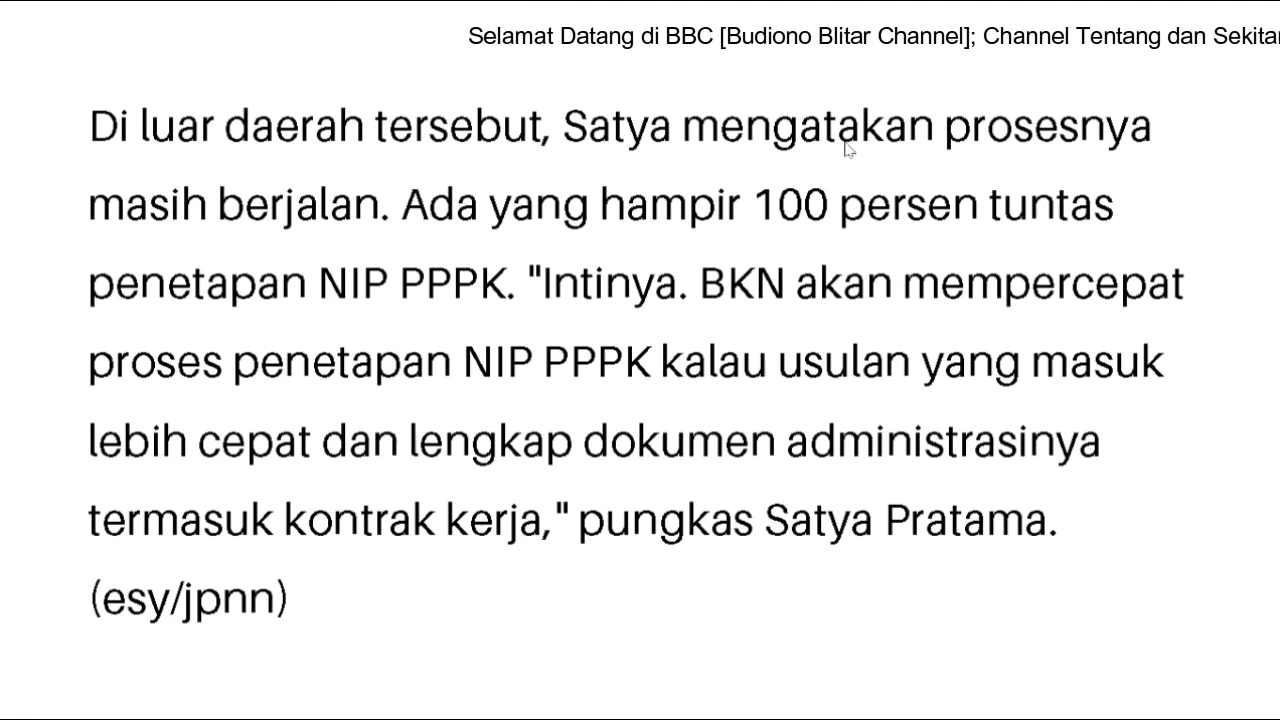 Selamat Datang di BBC [Budiono Blitar Channel]; Channel Tentang dan Sekitar
Di luar daerah tersebut, Satya mengatakan prosesnya
masih berjalan. Ada yang hampir 100 persen tuntas
penetapan NIP PPPK. "Intinya. BKN akan mempercepat
proses penetapan NIP PPPK kalau usulan yang masuk
lebih cepat dan lengkap dokumen administrasinya
termasuk kontrak kerja," pungkas Satya Pratama.
(esy/jpnn)